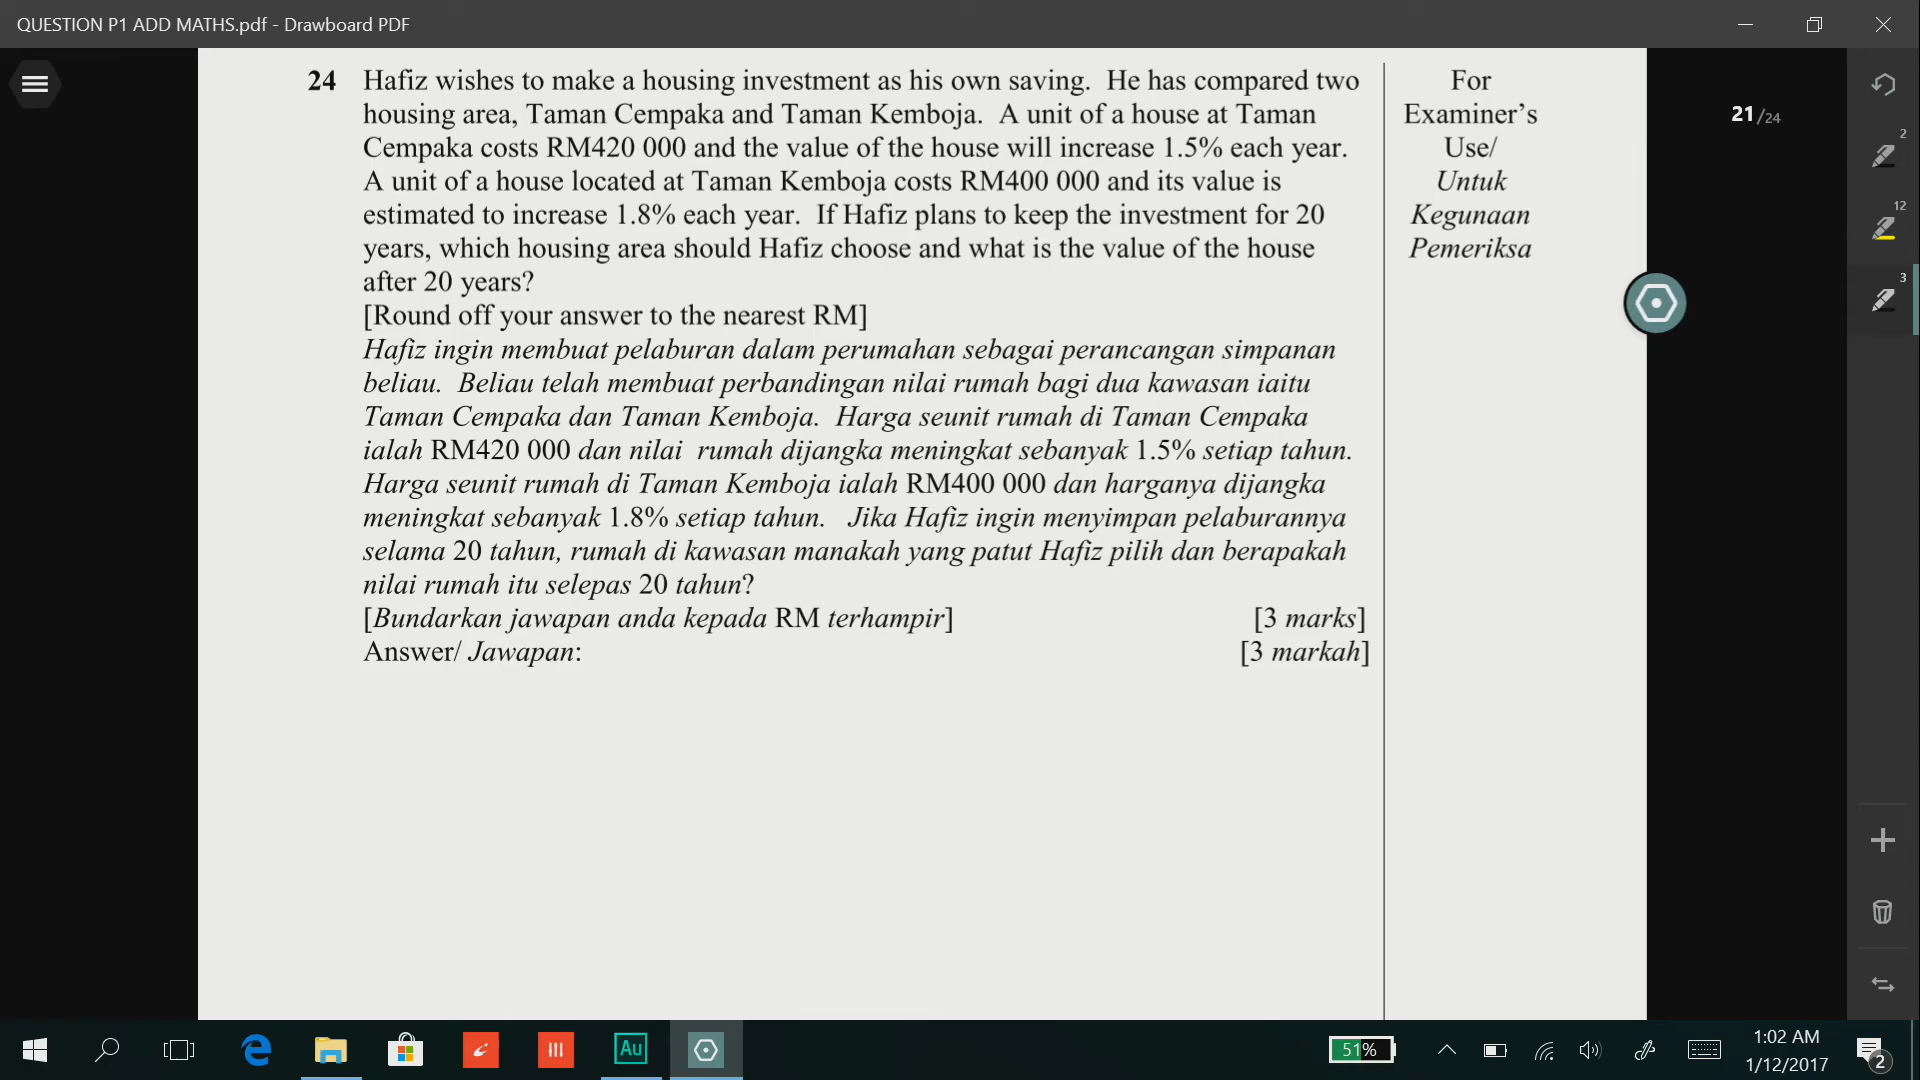 QUESTION P1 ADD MATHS.pdf - Drawboard PDF
24 Hafiz wishes to make a housing investment as his own saving. He has compared two
housing area, Taman Cempaka and Taman Kemboja. A unit of a house at Taman
Cempaka costs RM420 000 and the value of the house will increase 1.5% each year.
A unit of a house located at Taman Kemboja costs RM400 000 and its value is
estimated to increase 1.8% each year. If Hafiz plans to keep the investment for 20
years, which housing area should Hafiz choose and what is the value of the house
after 20 years?
[Round off your answer to the nearest RM]
Hafiz ingin membuat pelaburan dalam perumahan sebagai perancangan simpanan
beliau. Beliau telah membuat perbandingan nilai rumah bagi dua kawasan iaitu
Taman Cempaka dan Taman Kemboja. Harga seunit rumah di Taman Cempaka
ialah RM420 000 dan nilai rumah dijangka meningkat sebanyak 1.5% setiap tahun.
Harga seunit rumah di Taman Kemboja ialah RM400 000 dan harganya dijangka
meningkat sebanyak 1.8% setiap tahun. Jika Hafiz ingin menyimpan pelaburannya
selama 20 tahun, rumah di kawasan manakah yang patut Hafiz pilih dan berapakah
nilai rumah itu selepas 20 tahun?
[Bundarkan jawapan anda kepada RM terhampir] [3 marks]
Answer/ Jawapan: [3 markah]
For
Examiner's
Use/
Untuk
Kegunaan
Pemeriksa
21/24
2
12
3
Au
51%
1:02 AM
1/12/2017
2